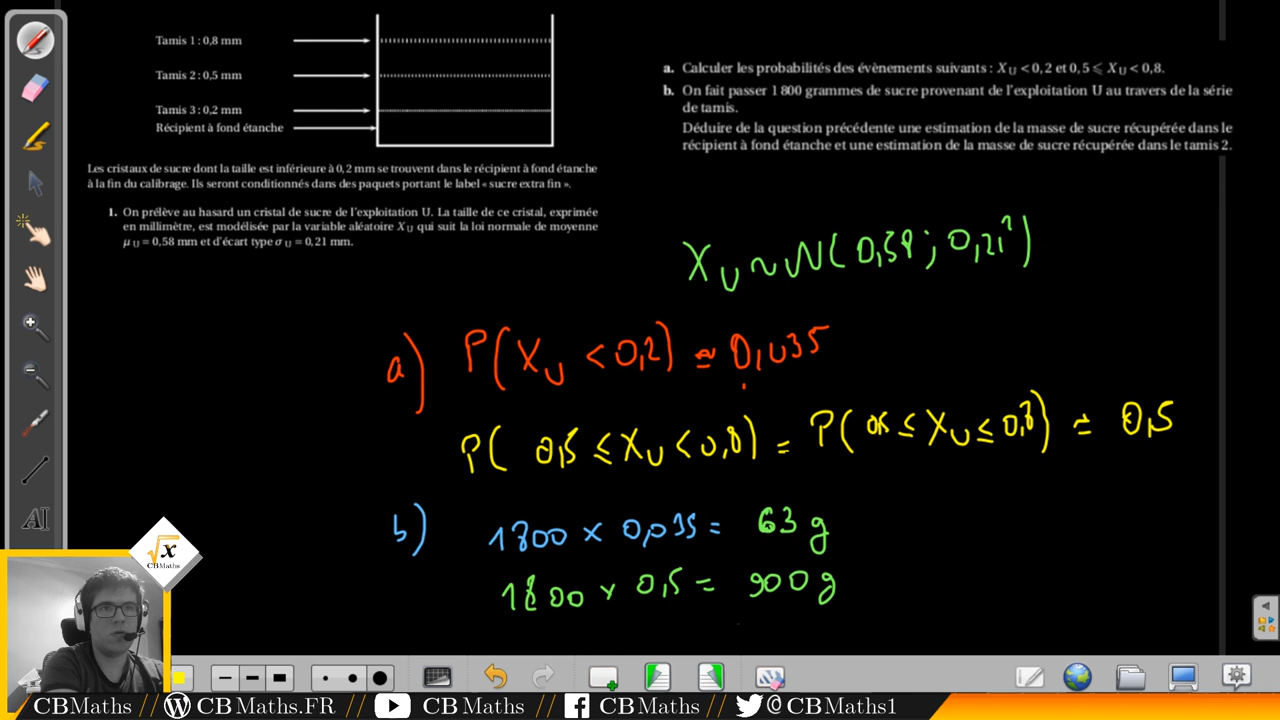 Tamis 1 : 0,8 mm
Tamis 2 : 0,5 mm
Tamis 3 : 0,2 mm
Récipient à fond étanche
Les cristaux de sucre dont la taille est inférieure à 0,2 mm se trouvent dans le récipient à fond étanche
à la fin du calibrage. Ils seront conditionnés dans des paquets portant le label « sucre extra fin ».
1. On prélève au hasard un cristal de sucre de l'exploitation U. La taille de ce cristal, exprimée
en millimètre, est modélisée par la variable aléatoire X_U qui suit la loi normale de moyenne
μ_U = 0,58 mm et d'écart type σ_U = 0,21 mm.
a. Calculer les probabilités des évènements suivants : X_U < 0,2 et 0,5 ⩽ X_U < 0,8.
b. On fait passer 1 800 grammes de sucre provenant de l'exploitation U au travers de la série
de tamis.
Déduire de la question précédente une estimation de la masse de sucre récupérée dans le
récipient à fond étanche et une estimation de la masse de sucre récupérée dans le tamis 2.
X_U ~ N(0,58 ; 0,21²)
a) P(X_U < 0,2) ≈ 0,035
P(0,5 ≤ X_U < 0,8) = P(0,5 ≤ X_U ≤ 0,8) ≈ 0,5
b) 1800 × 0,035 = 63 g
1800 × 0,5 = 900 g
AI
√x
CBMaths
CBMaths
CBMaths.FR
CBMaths
CBMaths
@CBMaths1